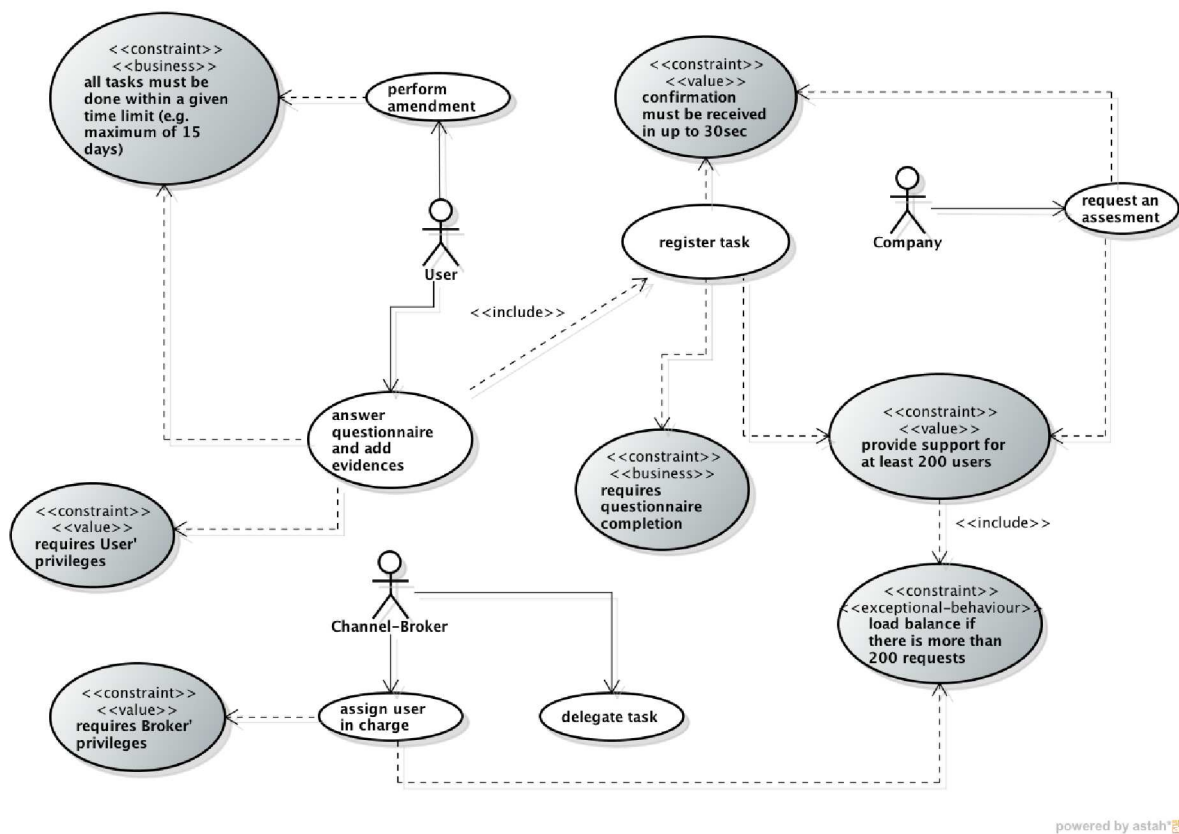 <<constraint>>
<<business>>
all tasks must be
done within a given
time limit (e.g.
maximum of 15
days)
perform
amendment
<<constraint>>
<<value>>
confirmation
must be received
in up to 30sec
request an
assesment
Company
register task
User
<<include>>
answer
questionnaire
and add
evidences
<<constraint>>
<<value>>
provide support for
at least 200 users
<<constraint>>
<<business>>
requires
questionnaire
completion
<<constraint>>
<<value>>
requires User'
privileges
<<include>>
<<constraint>>
<<exceptional-behaviour>>
load balance if
there is more than
200 requests
Channel-Broker
<<constraint>>
<<value>>
requires Broker'
privileges
assign user
in charge
delegate task
powered by astah*